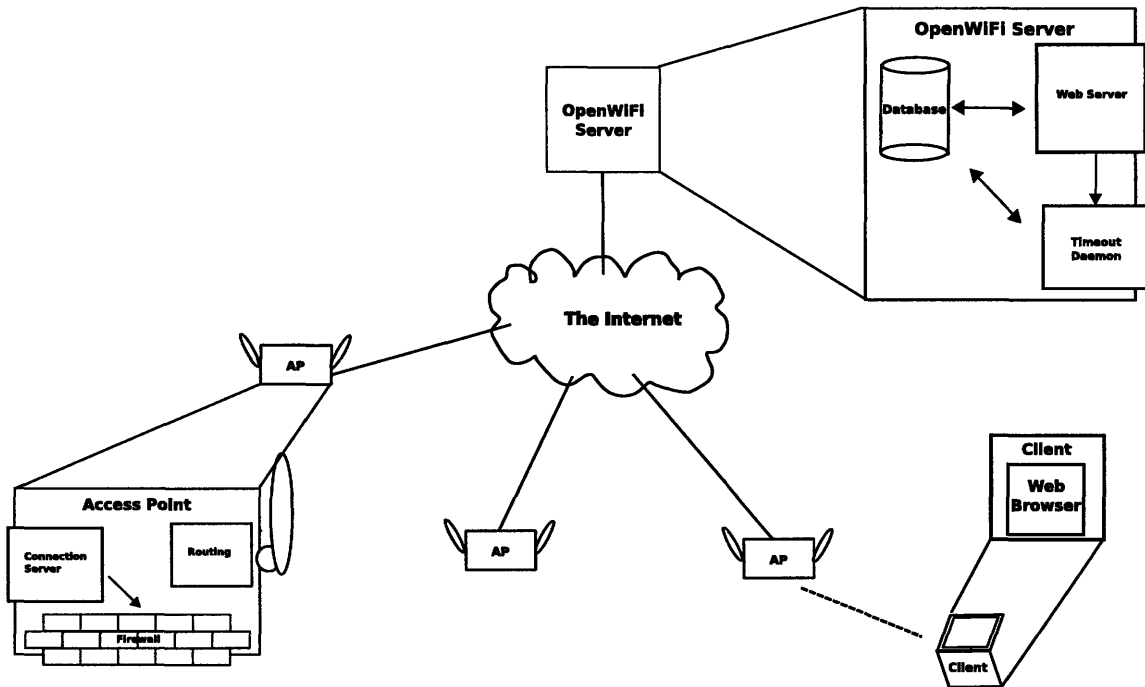 OpenWiFi Server
OpenWiFi
Server
Database
Web Server
Timeout
Daemon
The Internet
AP
Access Point
Connection
Server
Routing
Firewall
AP
AP
Client
Web
Browser
Client